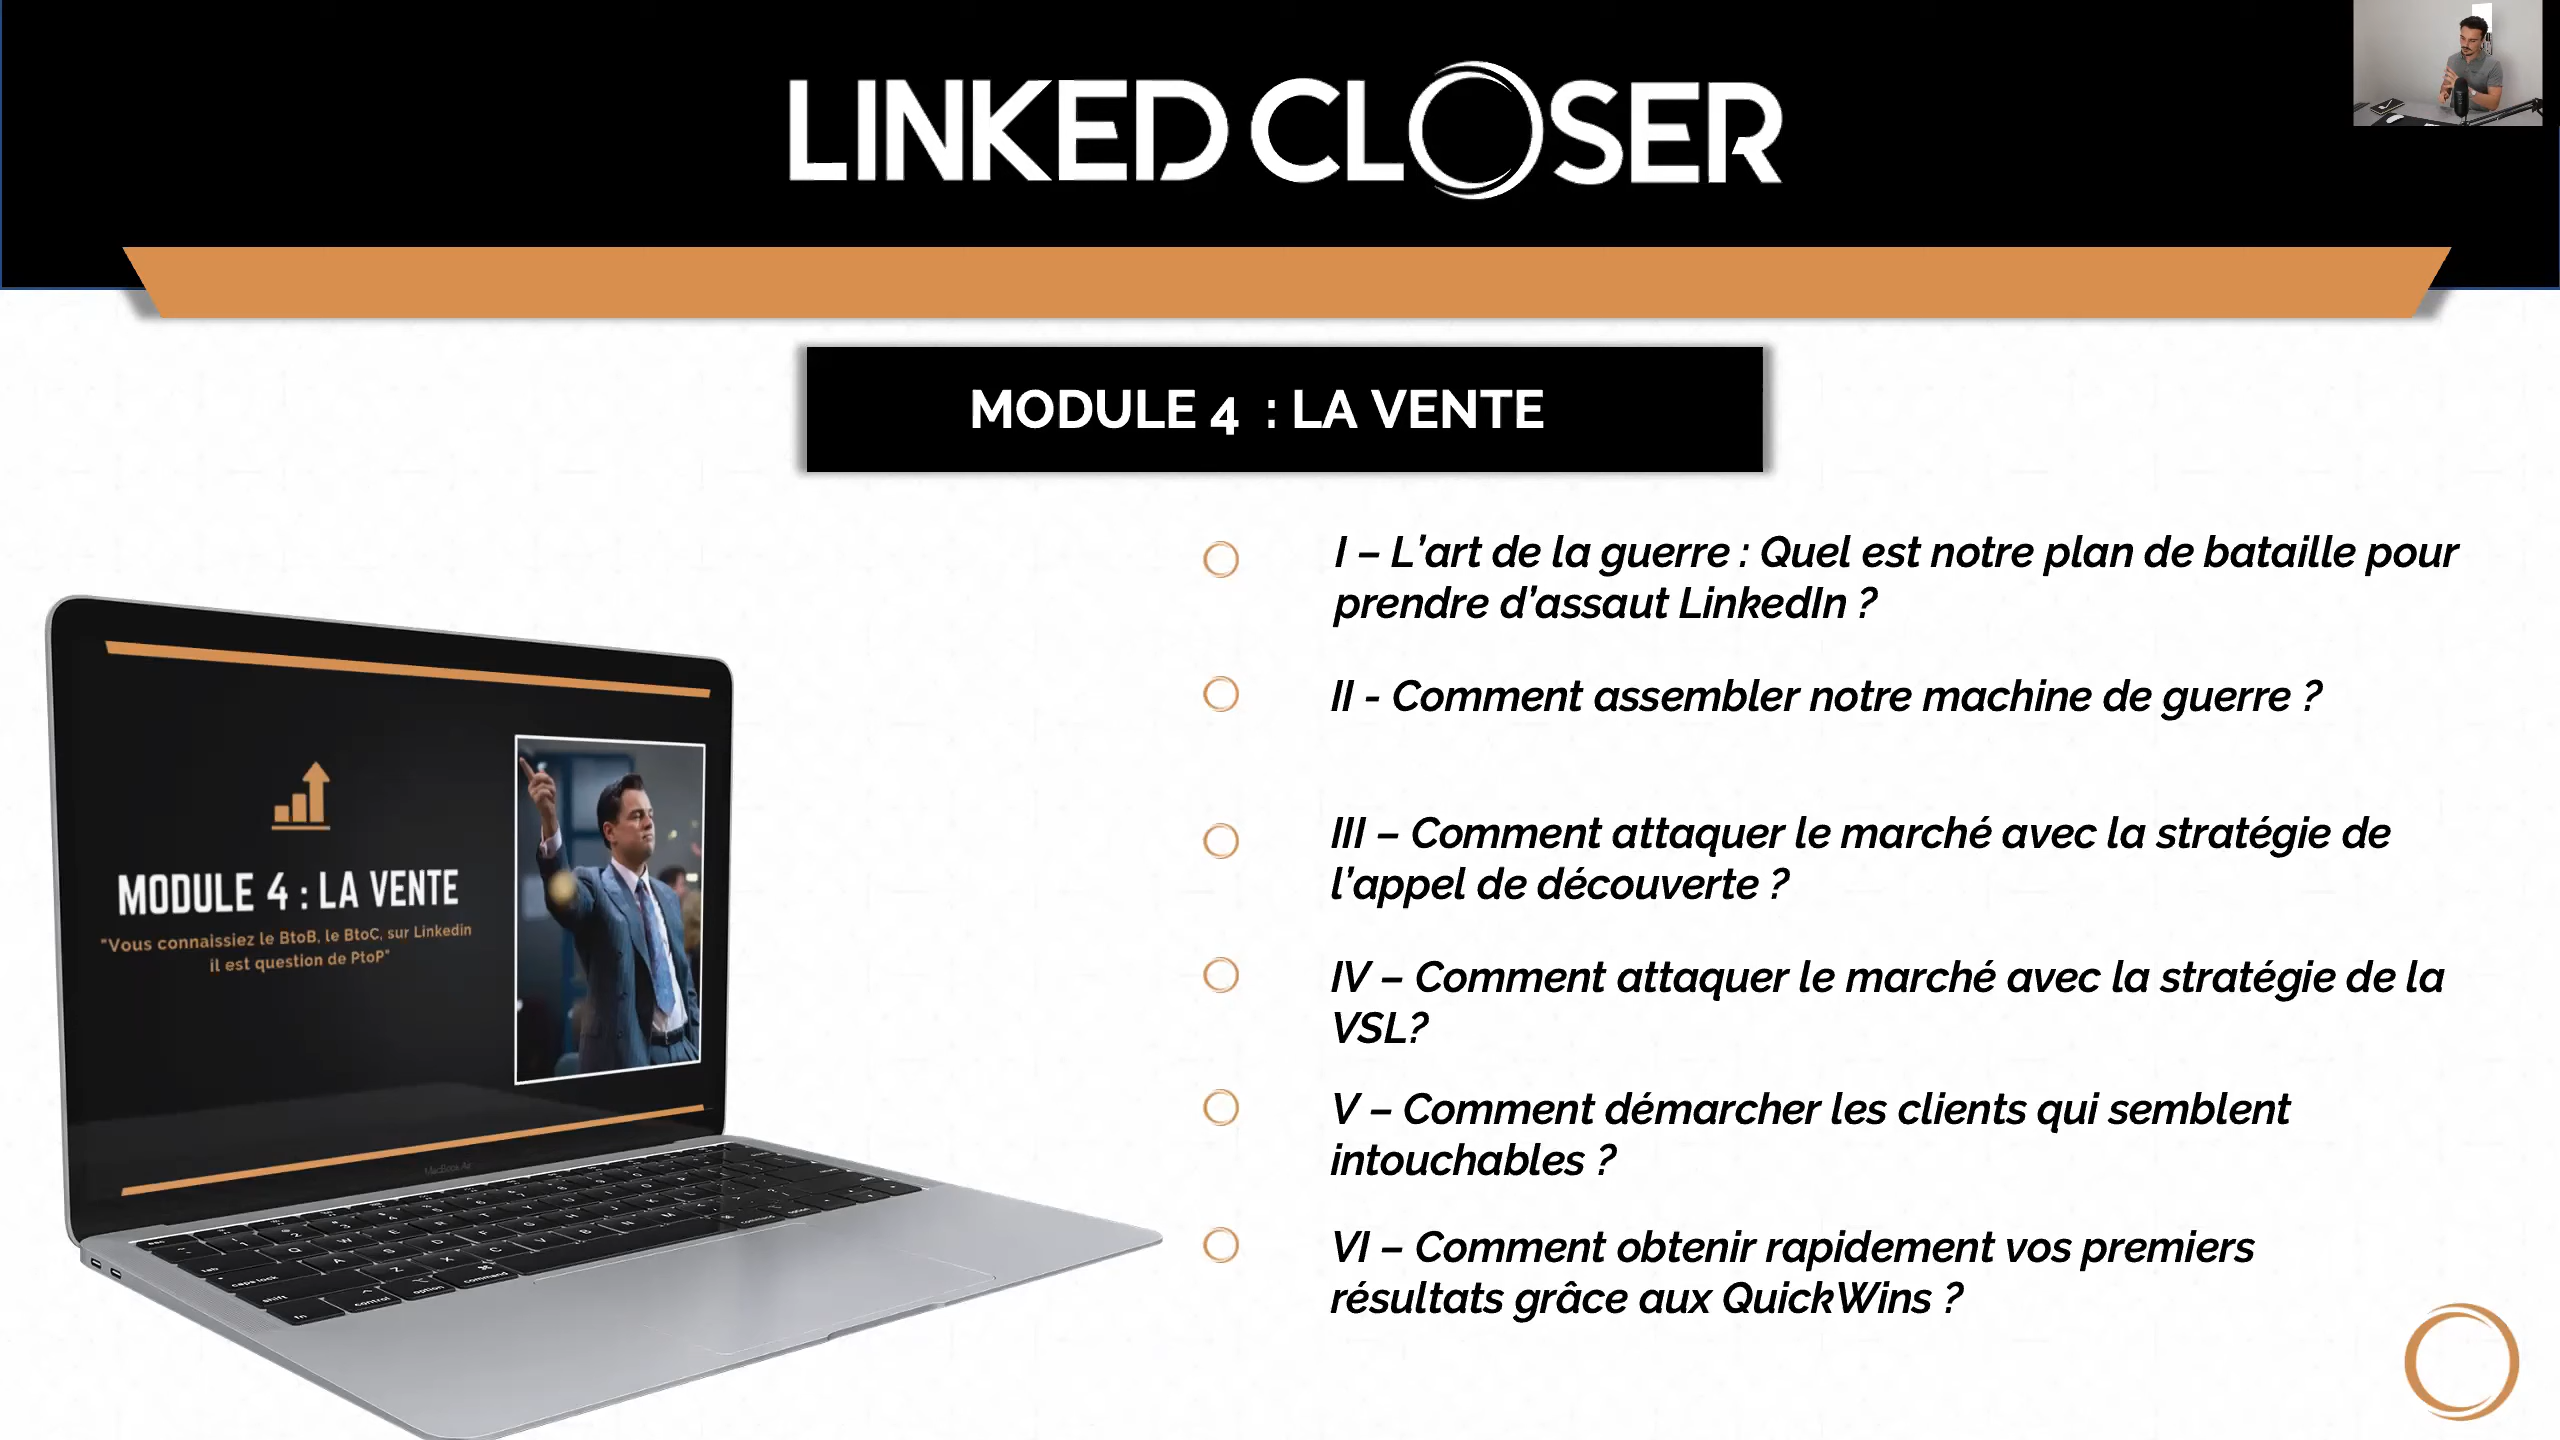 LINKED CLOSER
MODULE 4 : LA VENTE
I – L’art de la guerre : Quel est notre plan de bataille pour
prendre d’assaut LinkedIn ?
II - Comment assembler notre machine de guerre ?
III – Comment attaquer le marché avec la stratégie de
l’appel de découverte ?
IV – Comment attaquer le marché avec la stratégie de la
VSL?
V – Comment démarcher les clients qui semblent
intouchables ?
VI – Comment obtenir rapidement vos premiers
résultats grâce aux QuickWins ?
MODULE 4 : LA VENTE
"Vous connaissiez le BtoB, le BtoC, sur Linkedin
il est question de PtoP"
MacBook Air